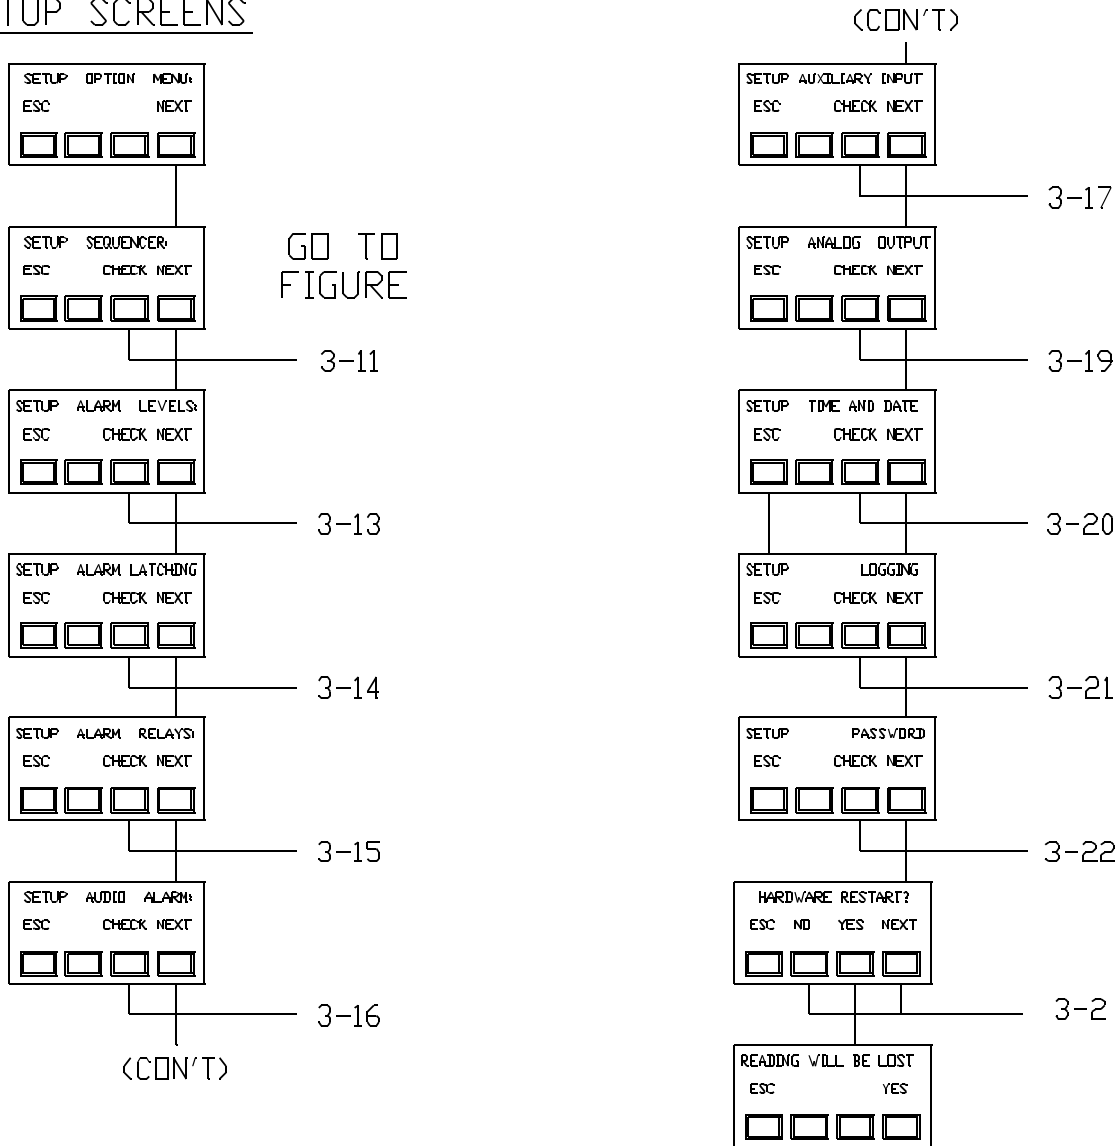 TUP SCREENS
SETUP OPTION MENU:
ESC NEXT
SETUP SEQUENCER:
ESC CHECK NEXT
GO TO
FIGURE
3-11
SETUP ALARM LEVELS:
ESC CHECK NEXT
3-13
SETUP ALARM LATCHING
ESC CHECK NEXT
3-14
SETUP ALARM RELAYS:
ESC CHECK NEXT
3-15
SETUP AUDIO ALARM:
ESC CHECK NEXT
3-16
(CON'T)
(CON'T)
SETUP AUXILIARY INPUT
ESC CHECK NEXT
3-17
SETUP ANALOG OUTPUT
ESC CHECK NEXT
3-19
SETUP TIME AND DATE
ESC CHECK NEXT
3-20
SETUP LOGGING
ESC CHECK NEXT
3-21
SETUP PASSWORD
ESC CHECK NEXT
3-22
HARDWARE RESTART?
ESC NO YES NEXT
3-2
READING WILL BE LOST
ESC YES